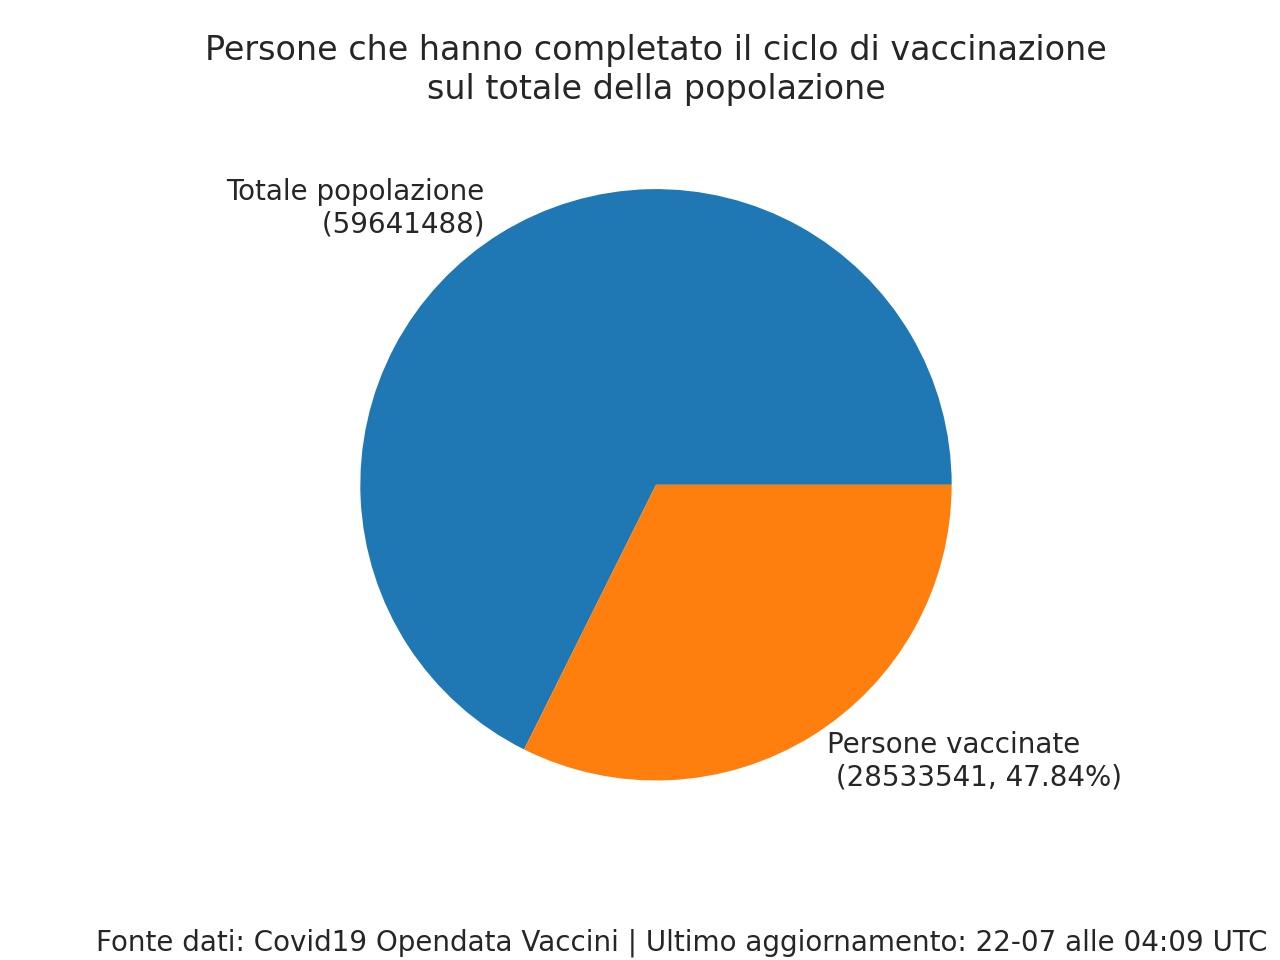 Persone che hanno completato il ciclo di vaccinazione
sul totale della popolazione
Totale popolazione
(59641488)
Persone vaccinate
(28533541, 47.84%)
Fonte dati: Covid19 Opendata Vaccini | Ultimo aggiornamento: 22-07 alle 04:09 UTC